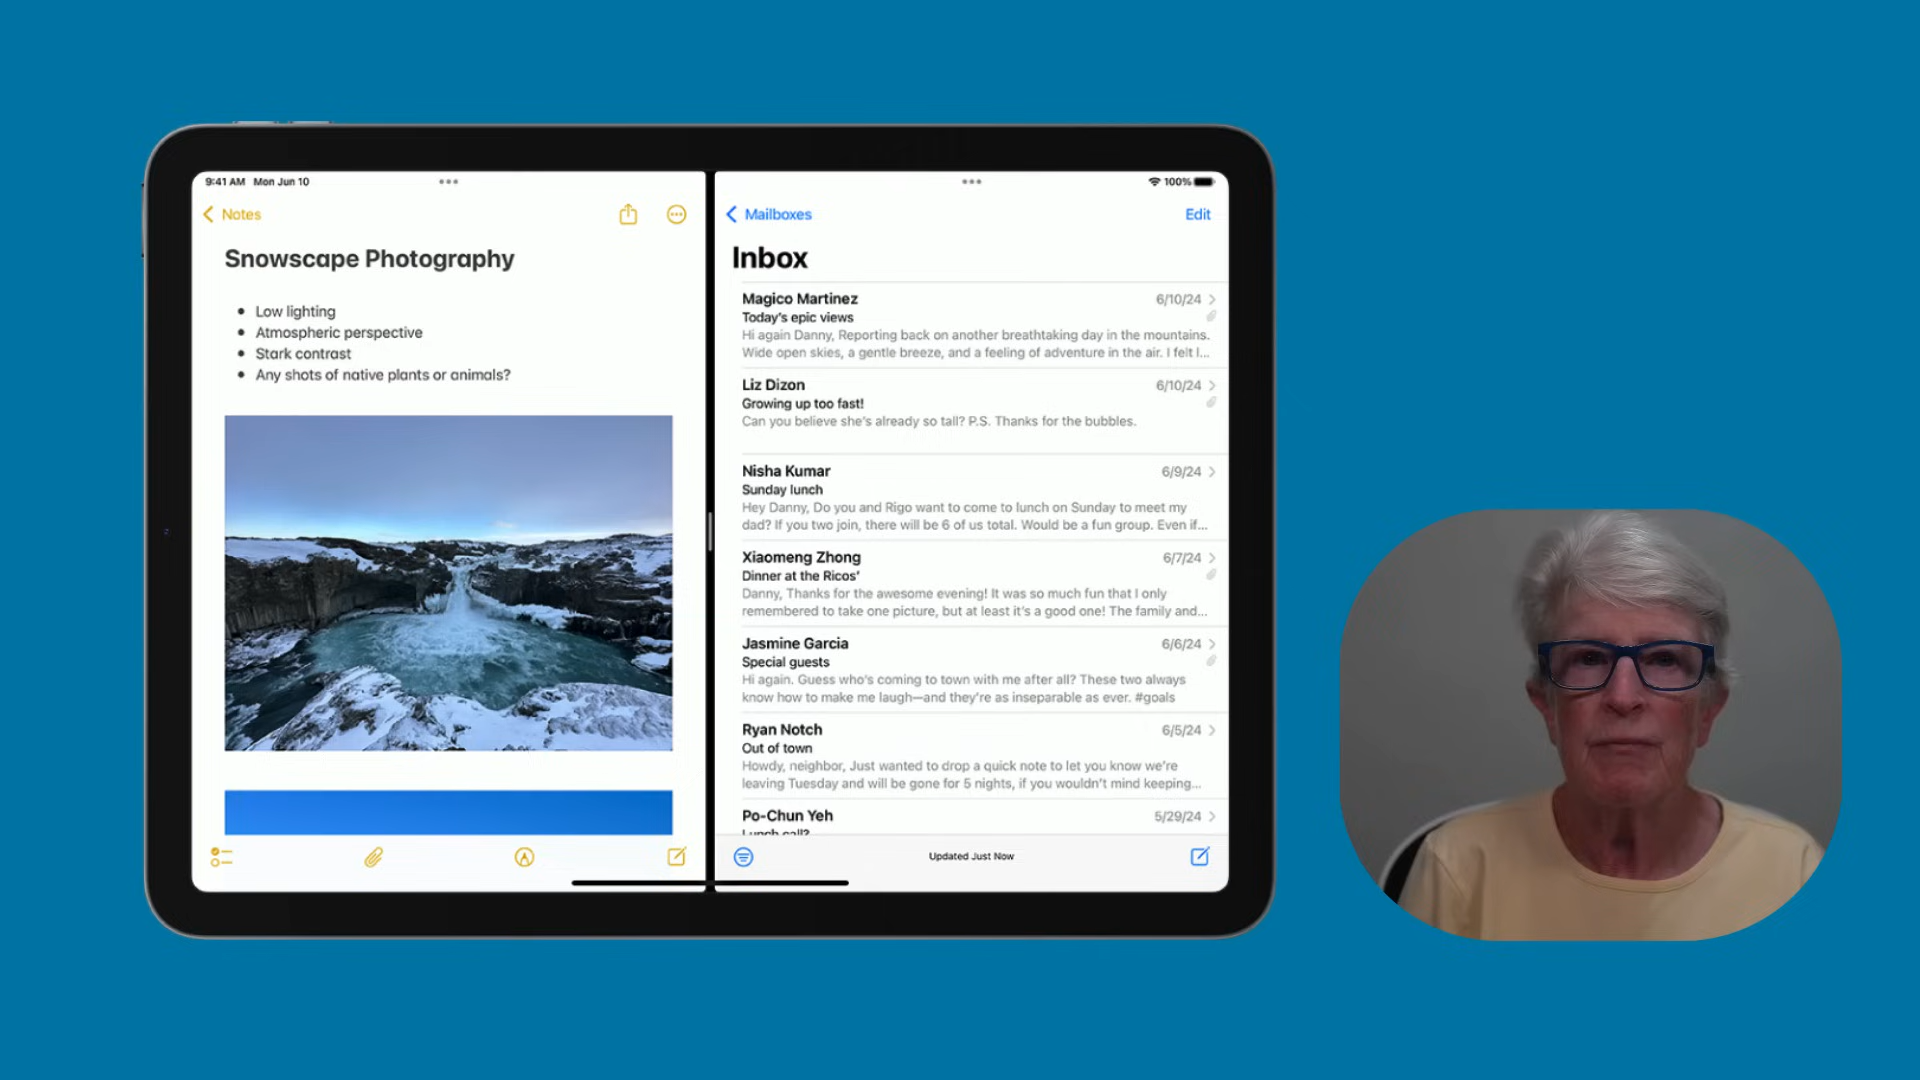 9:41 AM Mon Jun 10
100%
Notes
Snowscape Photography
• Low lighting
• Atmospheric perspective
• Stark contrast
• Any shots of native plants or animals?
Mailboxes
Edit
Inbox
Magico Martinez 6/10/24
Today's epic views
Hi again Danny, Reporting back on another breathtaking day in the mountains.
Wide open skies, a gentle breeze, and a feeling of adventure in the air. I felt l...
Liz Dizon 6/10/24
Growing up too fast!
Can you believe she's already so tall? P.S. Thanks for the bubbles.
Nisha Kumar 6/9/24
Sunday lunch
Hey Danny, Do you and Rigo want to come to lunch on Sunday to meet my
dad? If you two join, there will be 6 of us total. Would be a fun group. Even if...
Xiaomeng Zhong 6/7/24
Dinner at the Ricos'
Danny, Thanks for the awesome evening! It was so much fun that I only
remembered to take one picture, but at least it's a good one! The family and...
Jasmine Garcia 6/6/24
Special guests
Hi again. Guess who's coming to town with me after all? These two always
know how to make me laugh—and they're as inseparable as ever. #goals
Ryan Notch 6/5/24
Out of town
Howdy, neighbor, Just wanted to drop a quick note to let you know we're
leaving Tuesday and will be gone for 5 nights, if you wouldn't mind keeping...
Po-Chun Yeh 5/29/24
Lunch call?
Updated Just Now